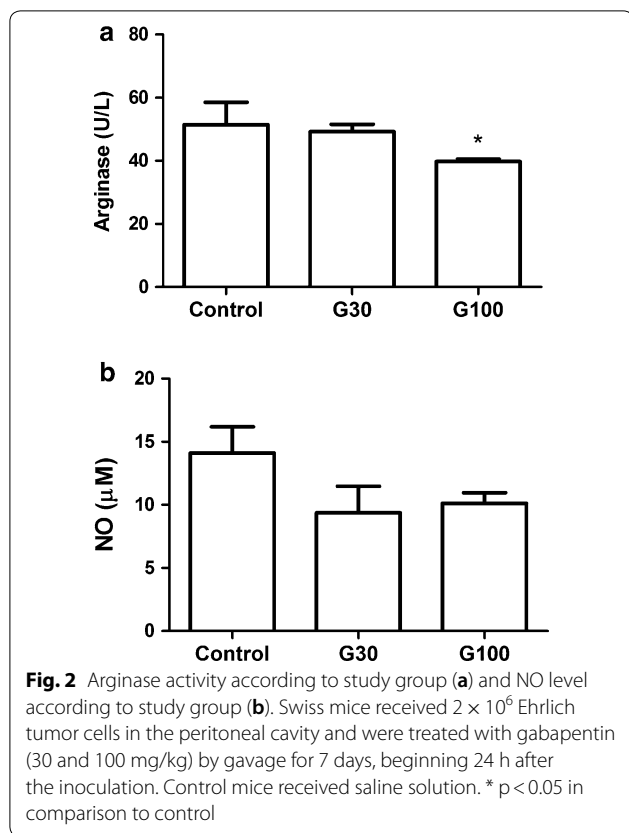 a
80
60
40
20
0
Arginase (U/L)
*
Control G30 G100
b
20
15
10
5
0
NO (μM)
Control G30 G100
Fig. 2 Arginase activity according to study group (a) and NO level
according to study group (b). Swiss mice received 2 × 10⁶ Ehrlich
tumor cells in the peritoneal cavity and were treated with gabapentin
(30 and 100 mg/kg) by gavage for 7 days, beginning 24 h after
the inoculation. Control mice received saline solution. * p < 0.05 in
comparison to control